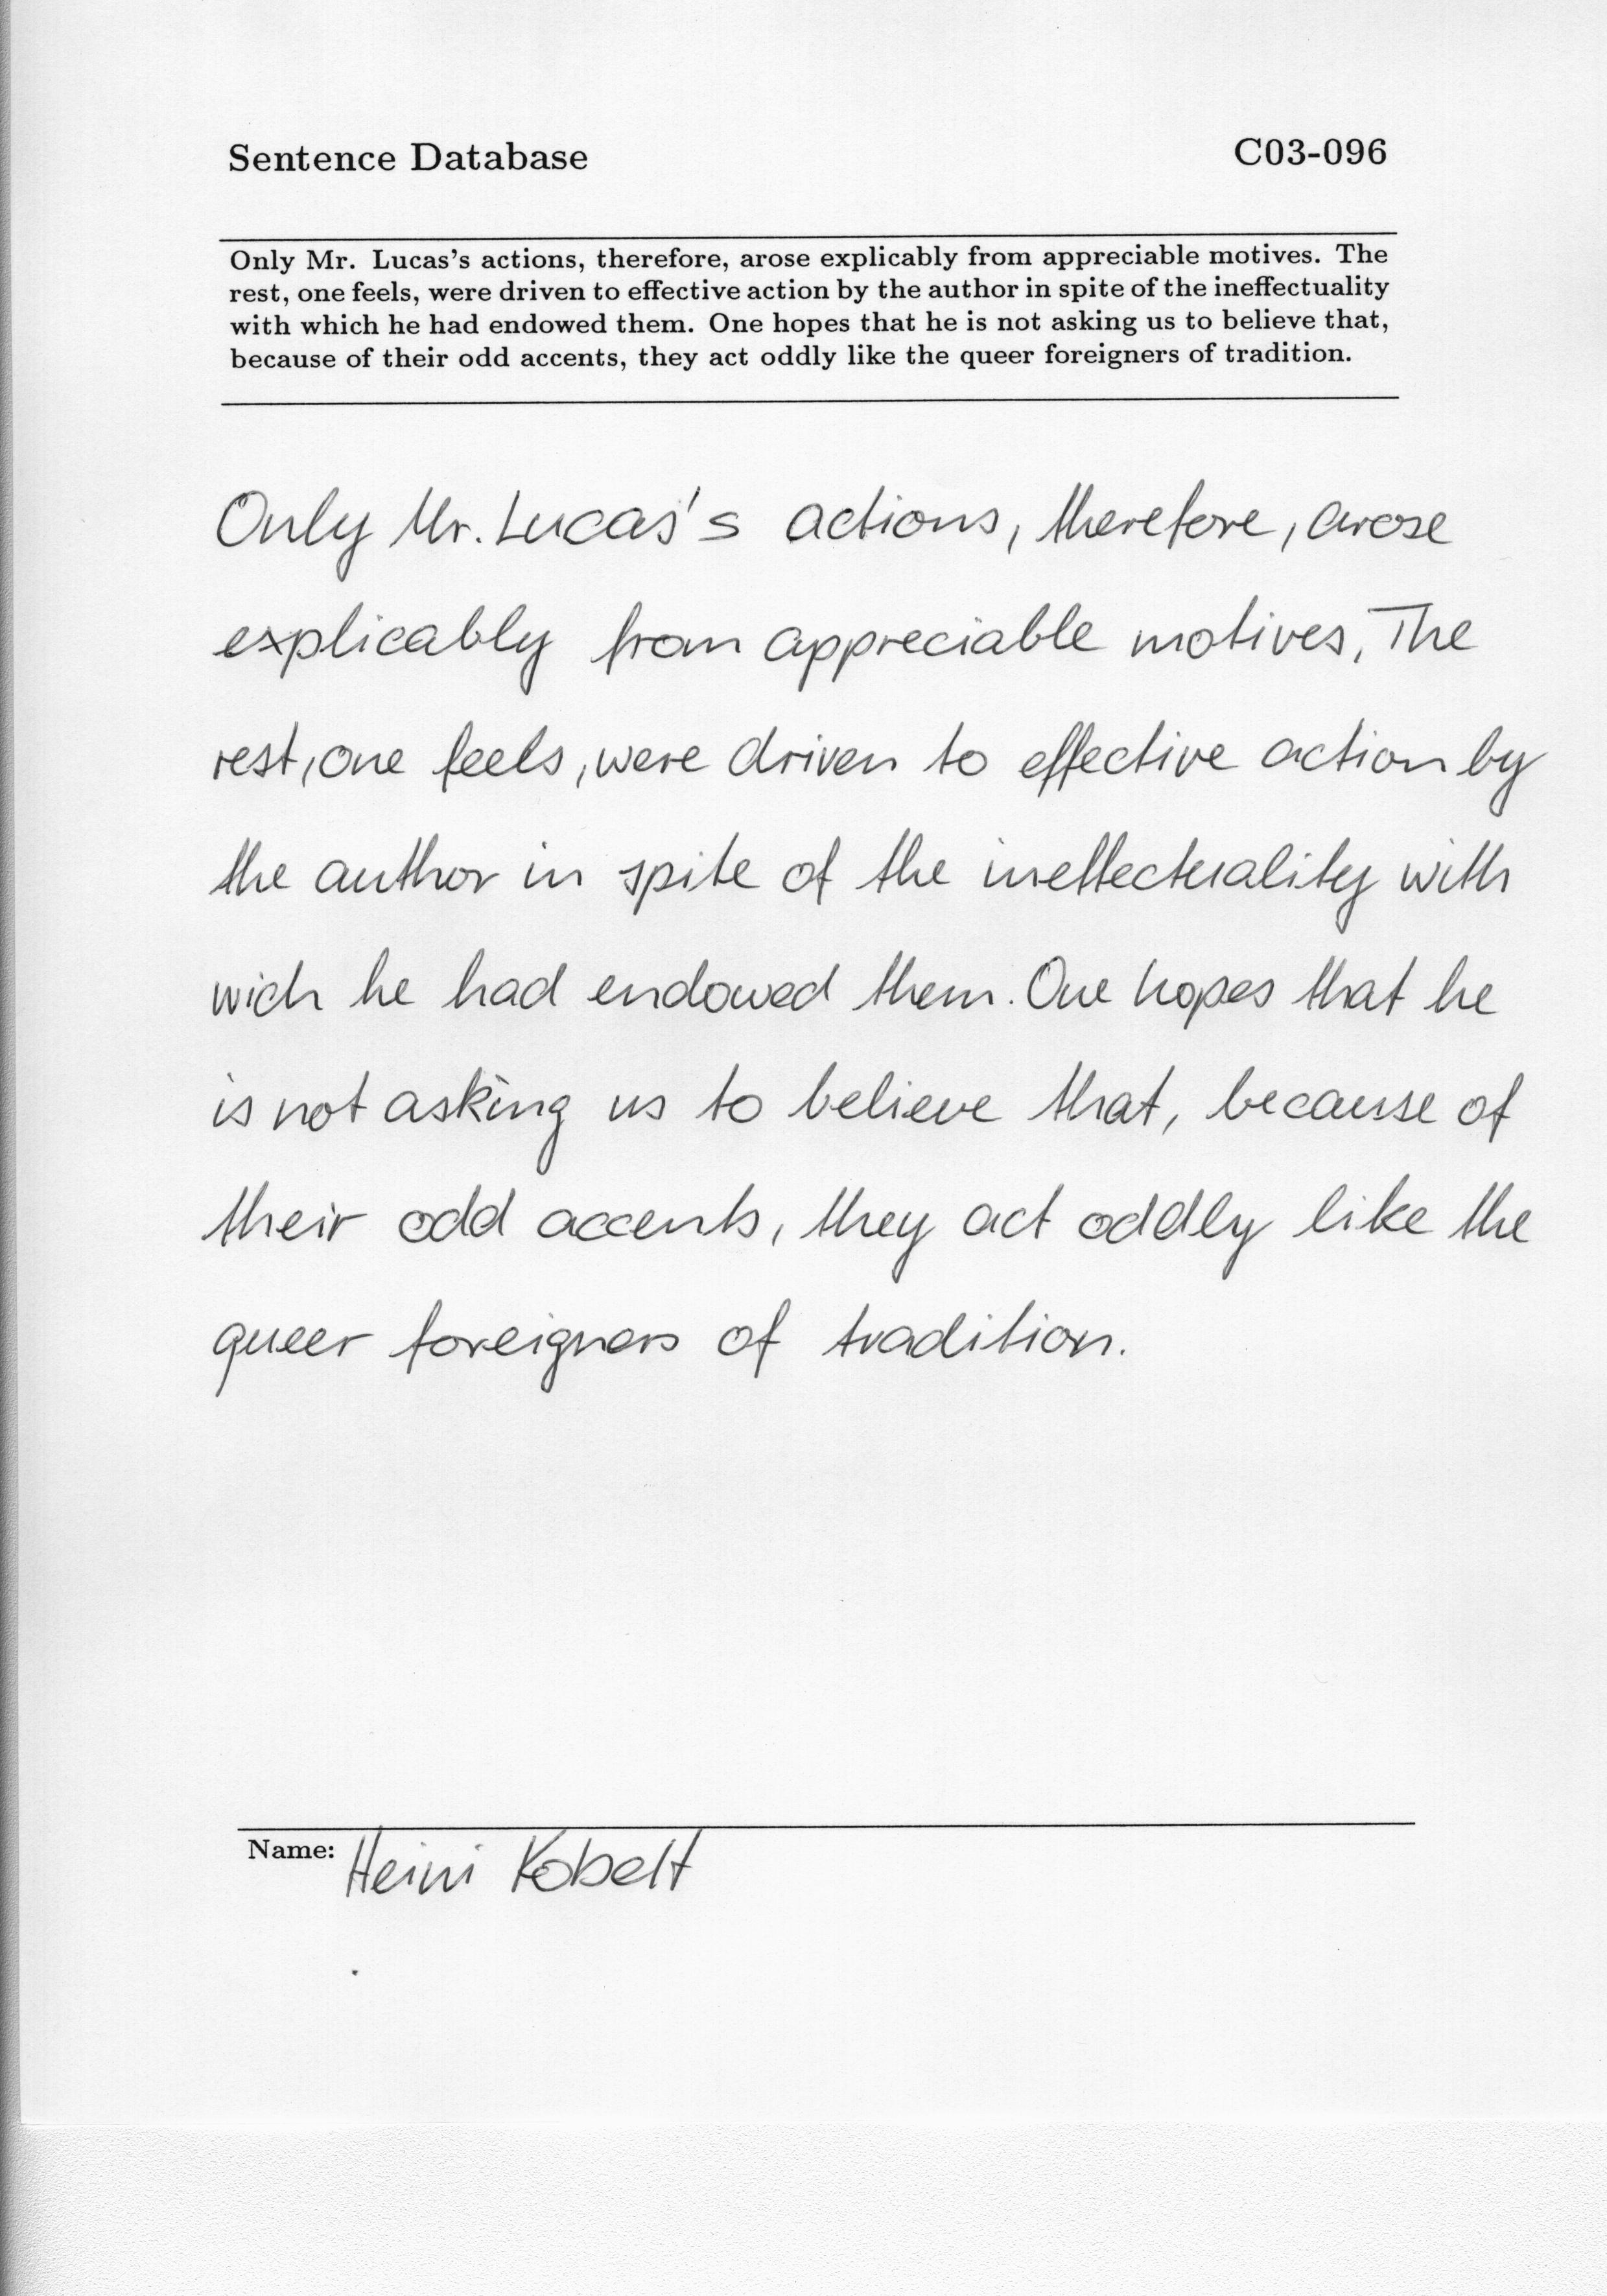 Sentence Database C03-096
Only Mr. Lucas's actions, therefore, arose explicably from appreciable motives. The
rest, one feels, were driven to effective action by the author in spite of the ineffectuality
with which he had endowed them. One hopes that he is not asking us to believe that,
because of their odd accents, they act oddly like the queer foreigners of tradition.
Only Mr. Lucas's actions, therefore, arose
explicably from appreciable motives, The
rest, one feels, were driven to effective action by
the author in spite of the ineffectuality with
wich he had endowed them. One hopes that he
is not asking us to believe that, because of
their odd accents, they act oddly like the
queer foreigners of tradition.
Name: Heini Kobelt